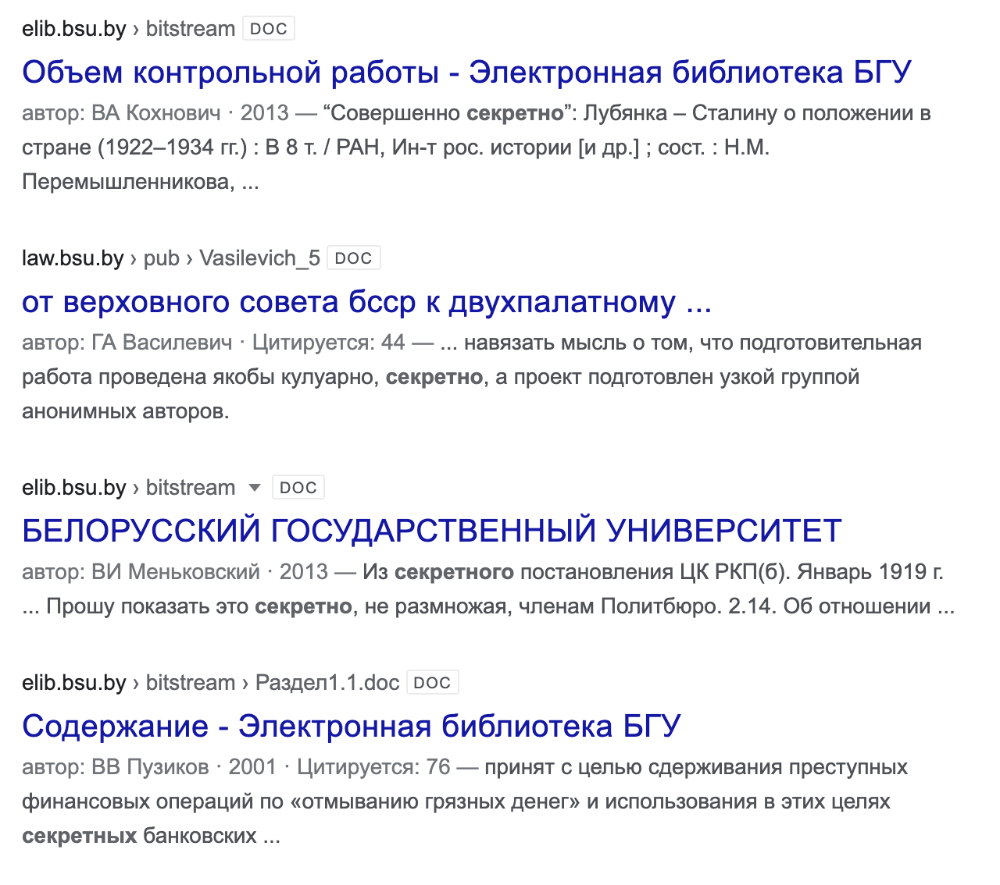 elib.bsu.by › bitstream DOC
Объем контрольной работы - Электронная библиотека БГУ
автор: ВА Кохнович · 2013 — “Совершенно секретно”: Лубянка – Сталину о положении в
стране (1922–1934 гг.) : В 8 т. / РАН, Ин-т рос. истории [и др.] ; сост. : Н.М.
Перемышленникова, ...
law.bsu.by › pub › Vasilevich_5 DOC
от верховного совета бсср к двухпалатному ...
автор: ГА Василевич · Цитируется: 44 — ... навязать мысль о том, что подготовительная
работа проведена якобы кулуарно, секретно, а проект подготовлен узкой группой
анонимных авторов.
elib.bsu.by › bitstream DOC
БЕЛОРУССКИЙ ГОСУДАРСТВЕННЫЙ УНИВЕРСИТЕТ
автор: ВИ Меньковский · 2013 — Из секретного постановления ЦК РКП(б). Январь 1919 г.
... Прошу показать это секретно, не размножая, членам Политбюро. 2.14. Об отношении ...
elib.bsu.by › bitstream › Раздел1.1.doc DOC
Содержание - Электронная библиотека БГУ
автор: ВВ Пузиков · 2001 · Цитируется: 76 — принят с целью сдерживания преступных
финансовых операций по «отмыванию грязных денег» и использования в этих целях
секретных банковских ...